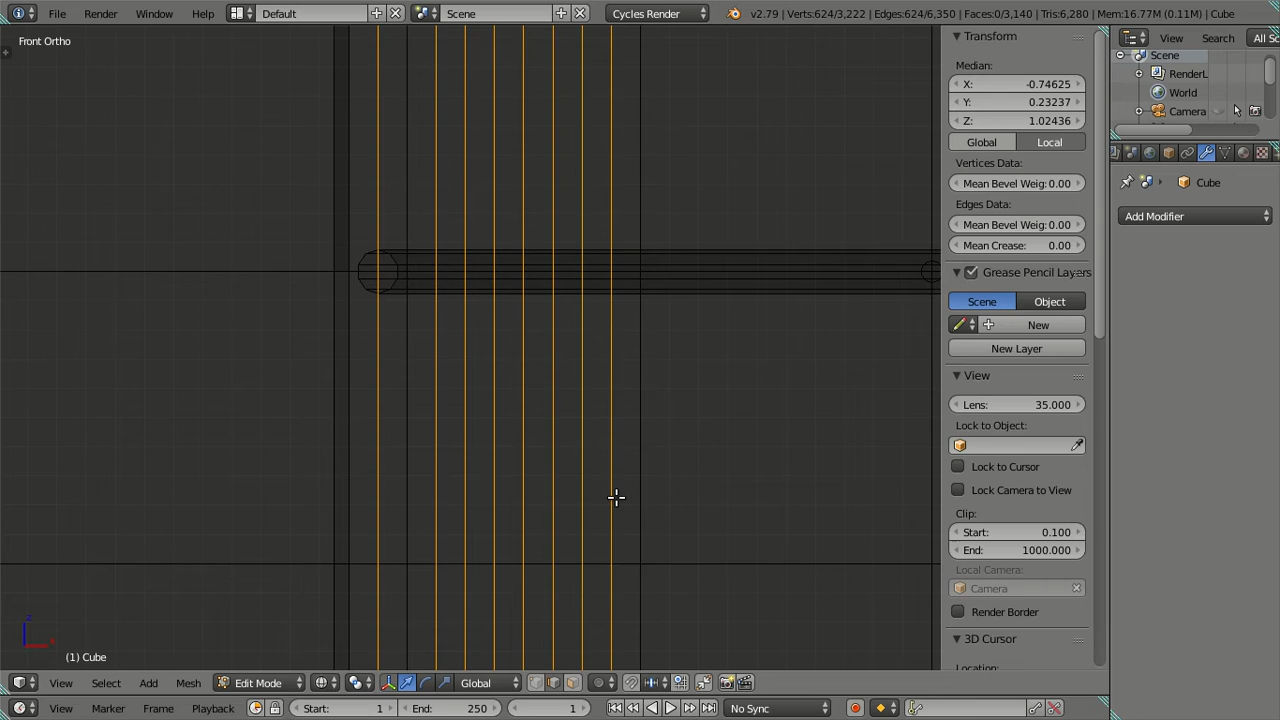 File Render Window Help Default Scene Cycles Render v2.79 | Verts:624/3,222 | Edges:624/6,350 | Faces:0/3,140 | Tris:6,280 | Mem:16.77M (0.11M) | Cube
View Search All Sc
Front Ortho
Transform
Median:
X: -0.74625
Y: 0.23237
Z: 1.02436
Global Local
Vertices Data:
Mean Bevel Weig: 0.00
Edges Data:
Mean Bevel Weig: 0.00
Mean Crease: 0.00
Grease Pencil Layers
Scene Object
New
New Layer
View
Lens: 35.000
Lock to Object:
Lock to Cursor
Lock Camera to View
Clip:
Start: 0.100
End: 1000.000
Local Camera:
Camera
Render Border
3D Cursor
Location:
Scene
RenderL
World
Camera
Cube
Add Modifier
z
x
(1) Cube
View Select Add Mesh Edit Mode Global
View Marker Frame Playback Start: 1 End: 250 1 No Sync